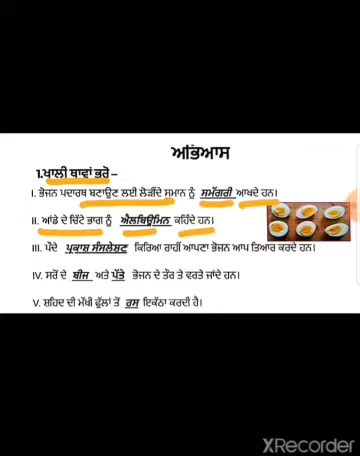 ਅਭਿਆਸ
1.ਖਾਲੀ ਥਾਵਾਂ ਭਰੋ –
I. ਭੋਜਨ ਪਦਾਰਥ ਬਣਾਉਣ ਲਈ ਲੋੜੀਂਦੇ ਸਮਾਨ ਨੂੰ ਸਮੱਗਰੀ ਆਖਦੇ ਹਨ।
II. ਆਂਡੇ ਦੇ ਚਿੱਟੇ ਭਾਗ ਨੂੰ ਐਲਬਿਊਮਿਨ ਕਹਿੰਦੇ ਹਨ।
III. ਪੌਦੇ ਪ੍ਰਕਾਸ਼ ਸੰਸਲੇਸ਼ਣ ਕਿਰਿਆ ਰਾਹੀਂ ਆਪਣਾ ਭੋਜਨ ਆਪ ਤਿਆਰ ਕਰਦੇ ਹਨ।
IV. ਸਰੋਂ ਦੇ ਬੀਜ ਅਤੇ ਪੱਤੇ ਭੋਜਨ ਦੇ ਤੌਰ ਤੇ ਵਰਤੇ ਜਾਂਦੇ ਹਨ।
V. ਸ਼ਹਿਦ ਦੀ ਮੱਖੀ ਫੁੱਲਾਂ ਤੋਂ ਰਸ ਇਕੱਠਾ ਕਰਦੀ ਹੈ।
XRecorder